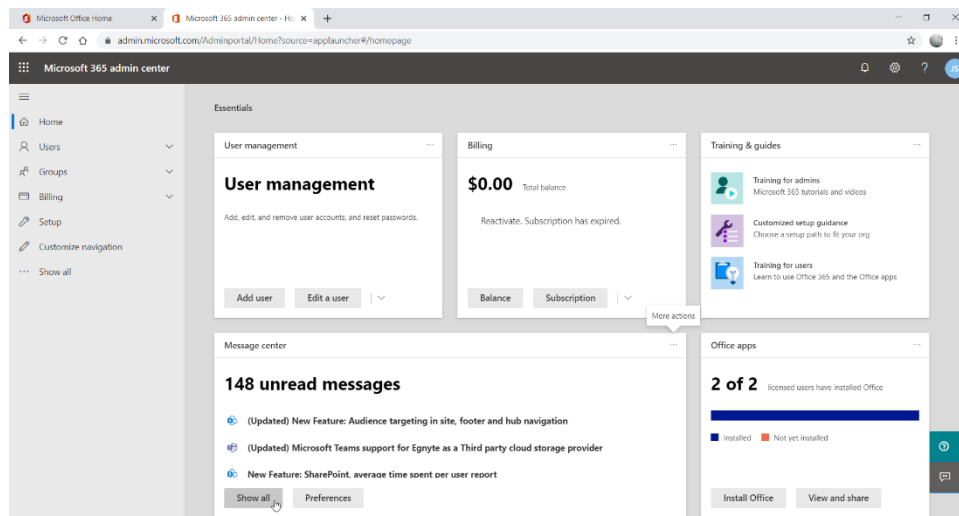 Microsoft Office Home
Microsoft 365 admin center - Ho
admin.microsoft.com/Adminportal/Home?source=applauncher#/homepage
Microsoft 365 admin center
?
JS
Home
Users
Groups
Billing
Setup
Customize navigation
Show all
Essentials
User management
User management
Add, edit, and remove user accounts, and reset passwords.
Add user
Edit a user
Billing
$0.00 Total balance
Reactivate. Subscription has expired.
Balance
Subscription
More actions
Training & guides
Training for admins
Microsoft 365 tutorials and videos
Customized setup guidance
Choose a setup path to fit your org
Training for users
Learn to use Office 365 and the Office apps
Message center
148 unread messages
(Updated) New Feature: Audience targeting in site, footer and hub navigation
(Updated) Microsoft Teams support for Egnyte as a Third party cloud storage provider
New Feature: SharePoint, average time spent per user report
Show all
Preferences
Office apps
2 of 2 licensed users have installed Office
Installed
Not yet installed
Install Office
View and share